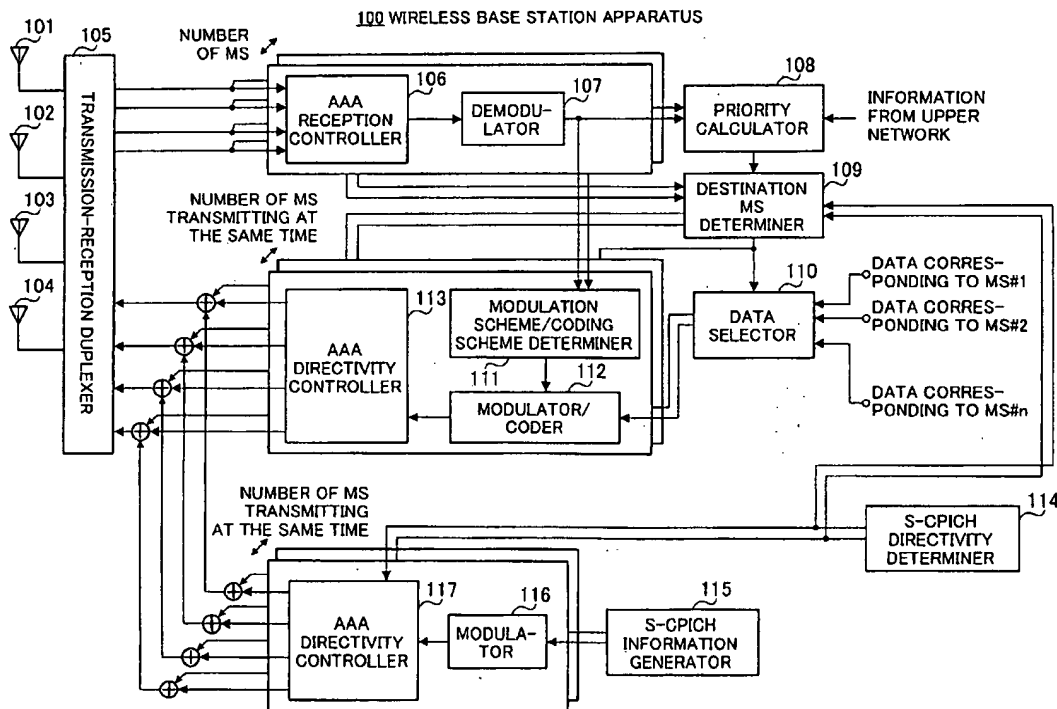 100 WIRELESS BASE STATION APPARATUS
101
102
103
104
105
TRANSMISSION-RECEPTION DUPLEXER
NUMBER
OF MS
106
AAA
RECEPTION
CONTROLLER
107
DEMODU-
LATOR
108
PRIORITY
CALCULATOR
INFORMATION
FROM UPPER
NETWORK
109
DESTINATION
MS
DETERMINER
NUMBER OF MS
TRANSMITTING AT
THE SAME TIME
113
AAA
DIRECTIVITY
CONTROLLER
MODULATION
SCHEME/CODING
SCHEME DETERMINER
111
112
MODULATOR/
CODER
110
DATA
SELECTOR
DATA CORRES-
PONDING TO MS#1
DATA CORRES-
PONDING TO MS#2
DATA CORRES-
PONDING TO MS#n
NUMBER OF MS
TRANSMITTING
AT THE SAME TIME
114
S-CPICH
DIRECTIVITY
DETERMINER
117
AAA
DIRECTIVITY
CONTROLLER
116
MODULA-
TOR
115
S-CPICH
INFORMATION
GENERATOR